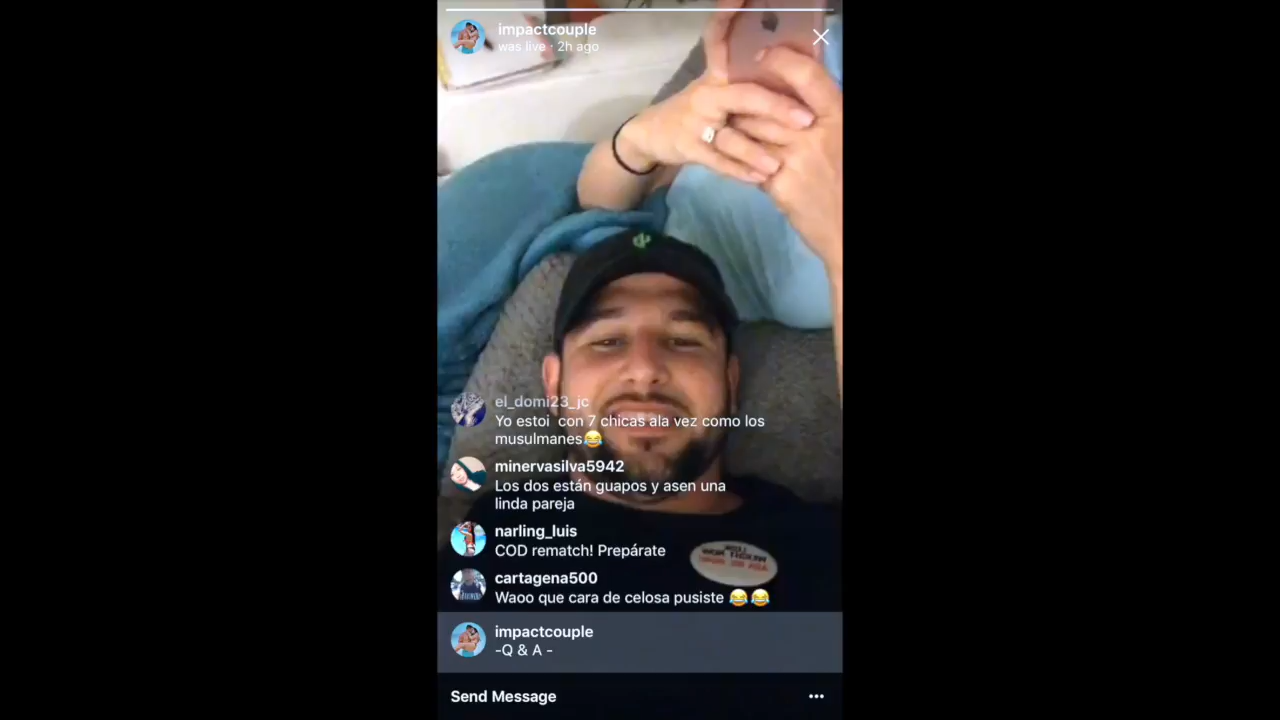 impactcouple
was live · 2h ago
el_domi23_jc
Yo estoi con 7 chicas ala vez como los
musulmanes😂
minervasilva5942
Los dos están guapos y asen una
linda pareja
narling_luis
COD rematch! Prepárate
cartagena500
Waoo que cara de celosa pusiste 😂😂
impactcouple
-Q & A -
Send Message